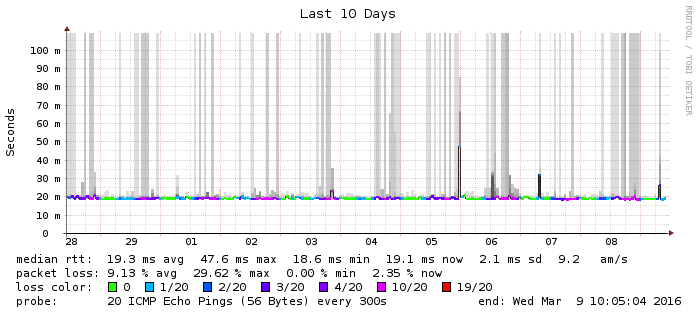 Last 10 Days
RRDTOOL / TOBI OETIKER
Seconds
100 m
90 m
80 m
70 m
60 m
50 m
40 m
30 m
20 m
10 m
0
28 29 01 02 03 04 05 06 07 08
median rtt: 19.3 ms avg 47.6 ms max 18.6 ms min 19.1 ms now 2.1 ms sd 9.2 am/s
packet loss: 9.13 % avg 29.62 % max 0.00 % min 2.35 % now
loss color: 0 1/20 2/20 3/20 4/20 10/20 19/20
probe: 20 ICMP Echo Pings (56 Bytes) every 300s end: Wed Mar 9 10:05:04 2016